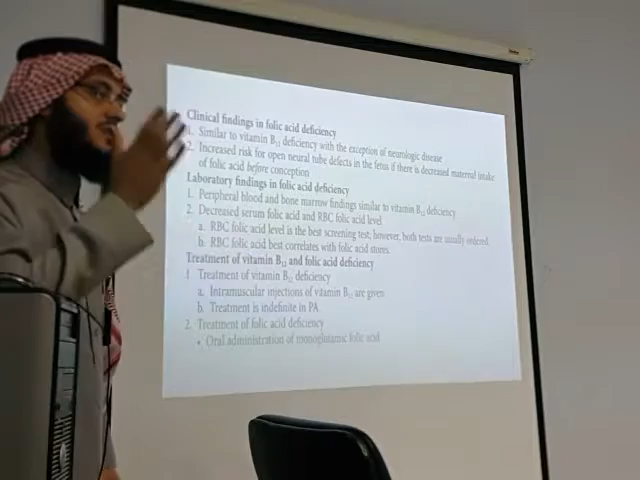 Clinical findings in folic acid deficiency
1. Similar to vitamin B12 deficiency with the exception of neurologic disease
2. Increased risk for open neural tube defects in the fetus if there is decreased maternal intake
of folic acid before conception
Laboratory findings in folic acid deficiency
1. Peripheral blood and bone marrow findings similar to vitamin B12 deficiency
2. Decreased serum folic acid and RBC folic acid level
a. RBC folic acid level is the best screening test; however, both tests are usually ordered.
b. RBC folic acid best correlates with folic acid stores.
Treatment of vitamin B12 and folic acid deficiency
1. Treatment of vitamin B12 deficiency
a. Intramuscular injections of vitamin B12 are given
b. Treatment is indefinite in PA
2. Treatment of folic acid deficiency
• Oral administration of monoglutamic folic acid